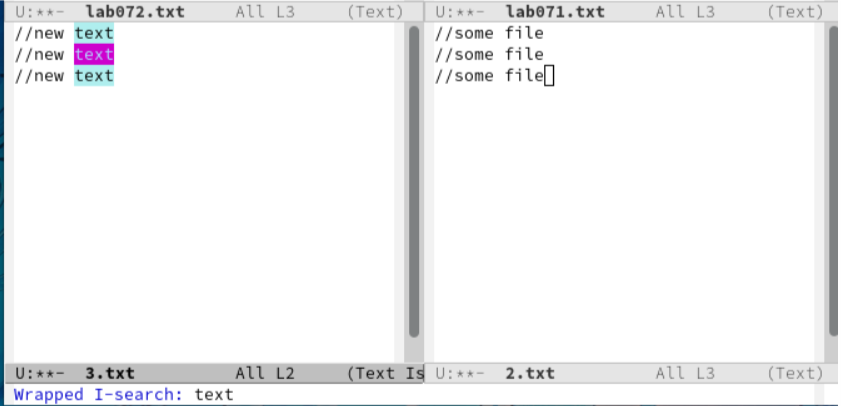 U:**-  lab072.txt     All L3     (Text)
//new text
//new text
//new text
U:**-  3.txt          All L2     (Text Is
U:**-  lab071.txt     All L3     (Text)
//some file
//some file
//some file
U:**-  2.txt          All L3     (Text)
Wrapped I-search: text